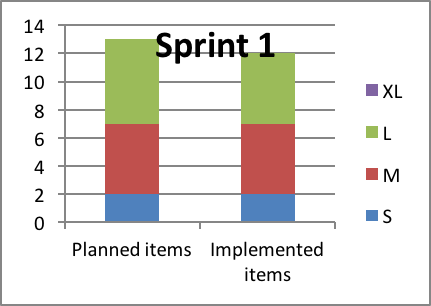 Sprint 1
14
12
10
8
6
4
2
0
Planned items
Implemented
items
XL
L
M
S